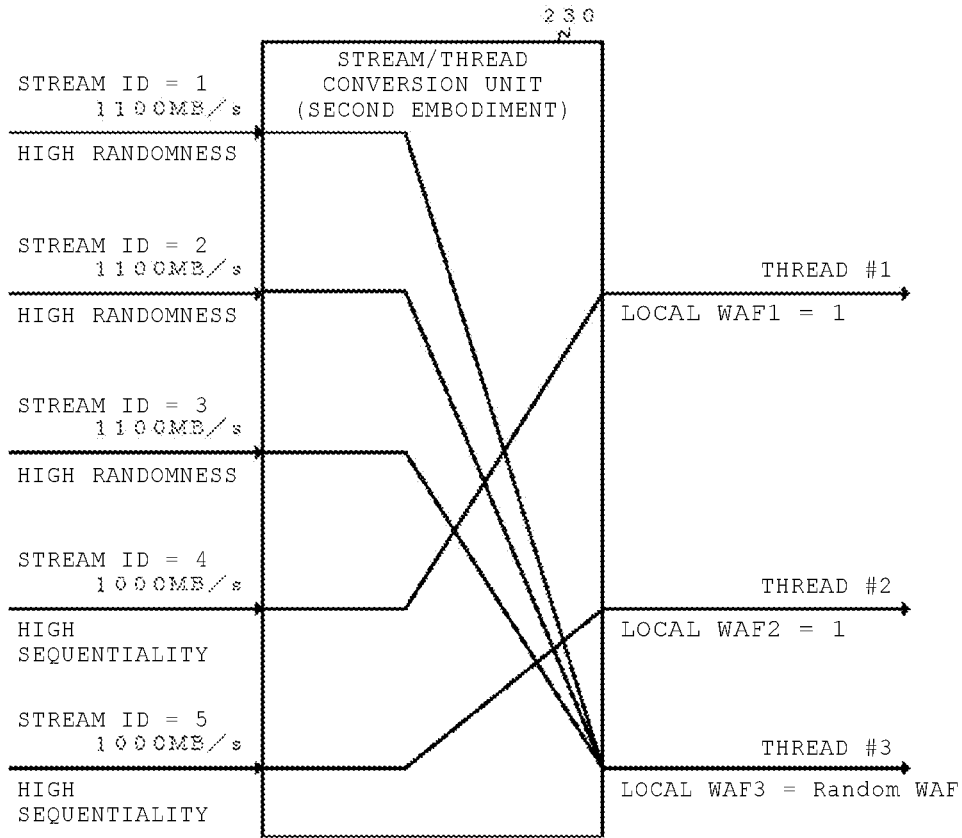 230
STREAM/THREAD
CONVERSION UNIT
(SECOND EMBODIMENT)
STREAM ID = 1
1100MB/s
HIGH RANDOMNESS
STREAM ID = 2
1100MB/s
HIGH RANDOMNESS
STREAM ID = 3
1100MB/s
HIGH RANDOMNESS
STREAM ID = 4
1000MB/s
HIGH
SEQUENTIALITY
STREAM ID = 5
1000MB/s
HIGH
SEQUENTIALITY
THREAD #1
LOCAL WAF1 = 1
THREAD #2
LOCAL WAF2 = 1
THREAD #3
LOCAL WAF3 = Random WAF